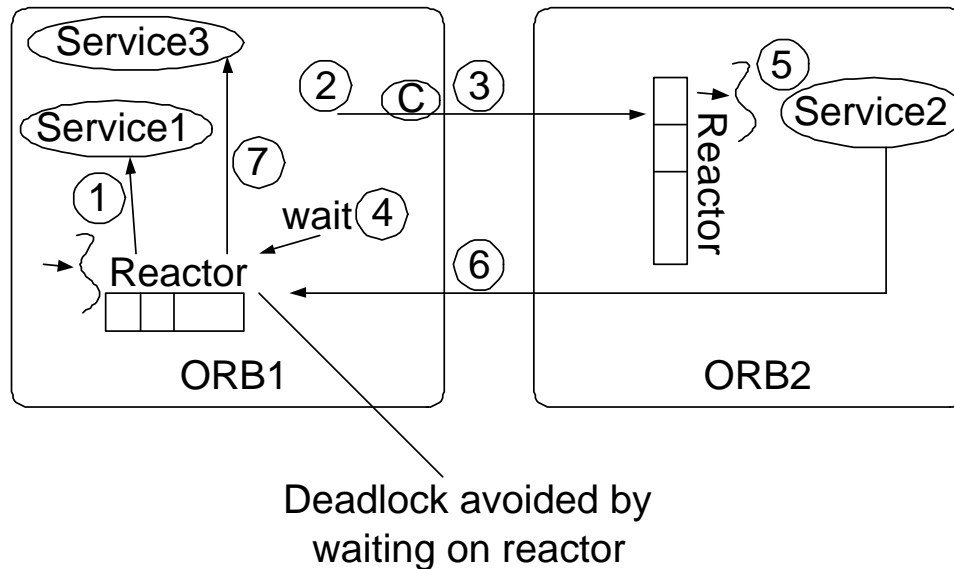 Service3
2
C
3
5
Service1
Service2
7
Reactor
1
wait 4
Reactor
6
ORB1
ORB2
Deadlock avoided by
waiting on reactor